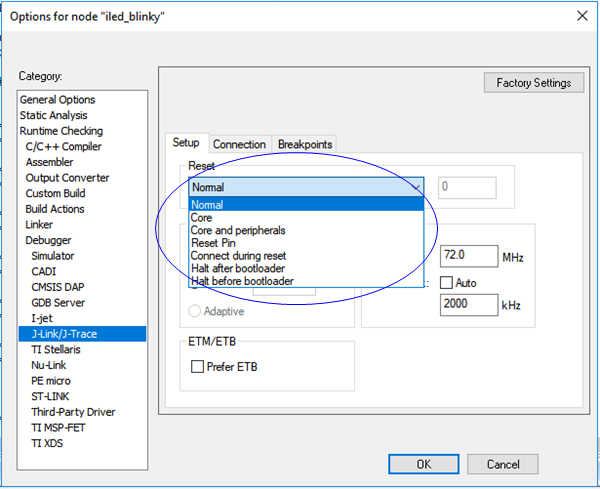 Options for node "iled_blinky"
Category:
General Options
Static Analysis
Runtime Checking
C/C++ Compiler
Assembler
Output Converter
Custom Build
Build Actions
Linker
Debugger
Simulator
CADI
CMSIS DAP
GDB Server
I-jet
J-Link/J-Trace
TI Stellaris
Nu-Link
PE micro
ST-LINK
Third-Party Driver
TI MSP-FET
TI XDS
Factory Settings
Setup Connection Breakpoints
Reset
Normal 0
Normal
Core
Core and peripherals
Reset Pin
Connect during reset
Halt after bootloader
Halt before bootloader
72.0 MHz
Auto
2000 kHz
Adaptive
ETM/ETB
Prefer ETB
OK Cancel